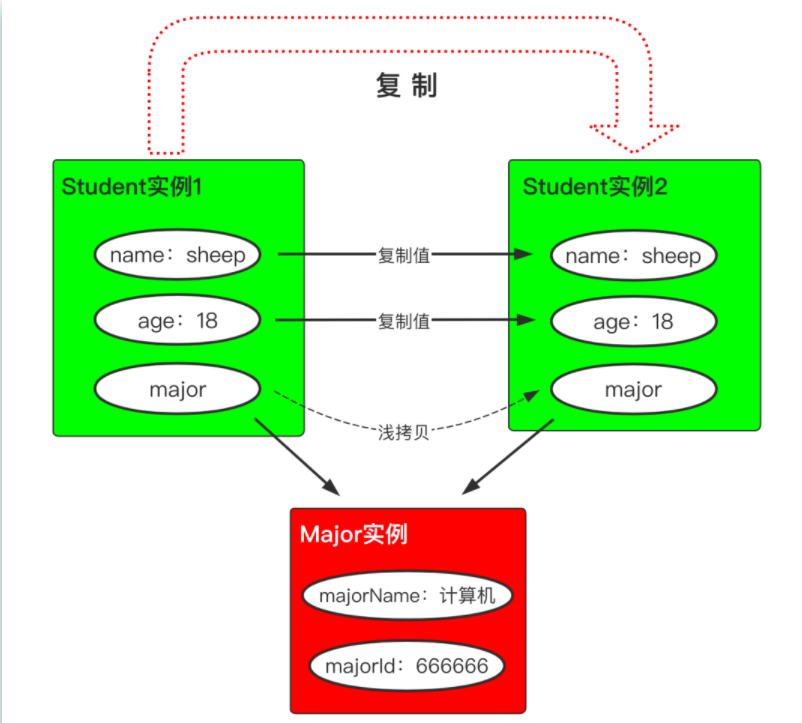 复 制
Student实例1
Student实例2
name：sheep
复制值
name：sheep
age：18
复制值
age：18
major
浅拷贝
major
Major实例
majorName：计算机
majorId：666666